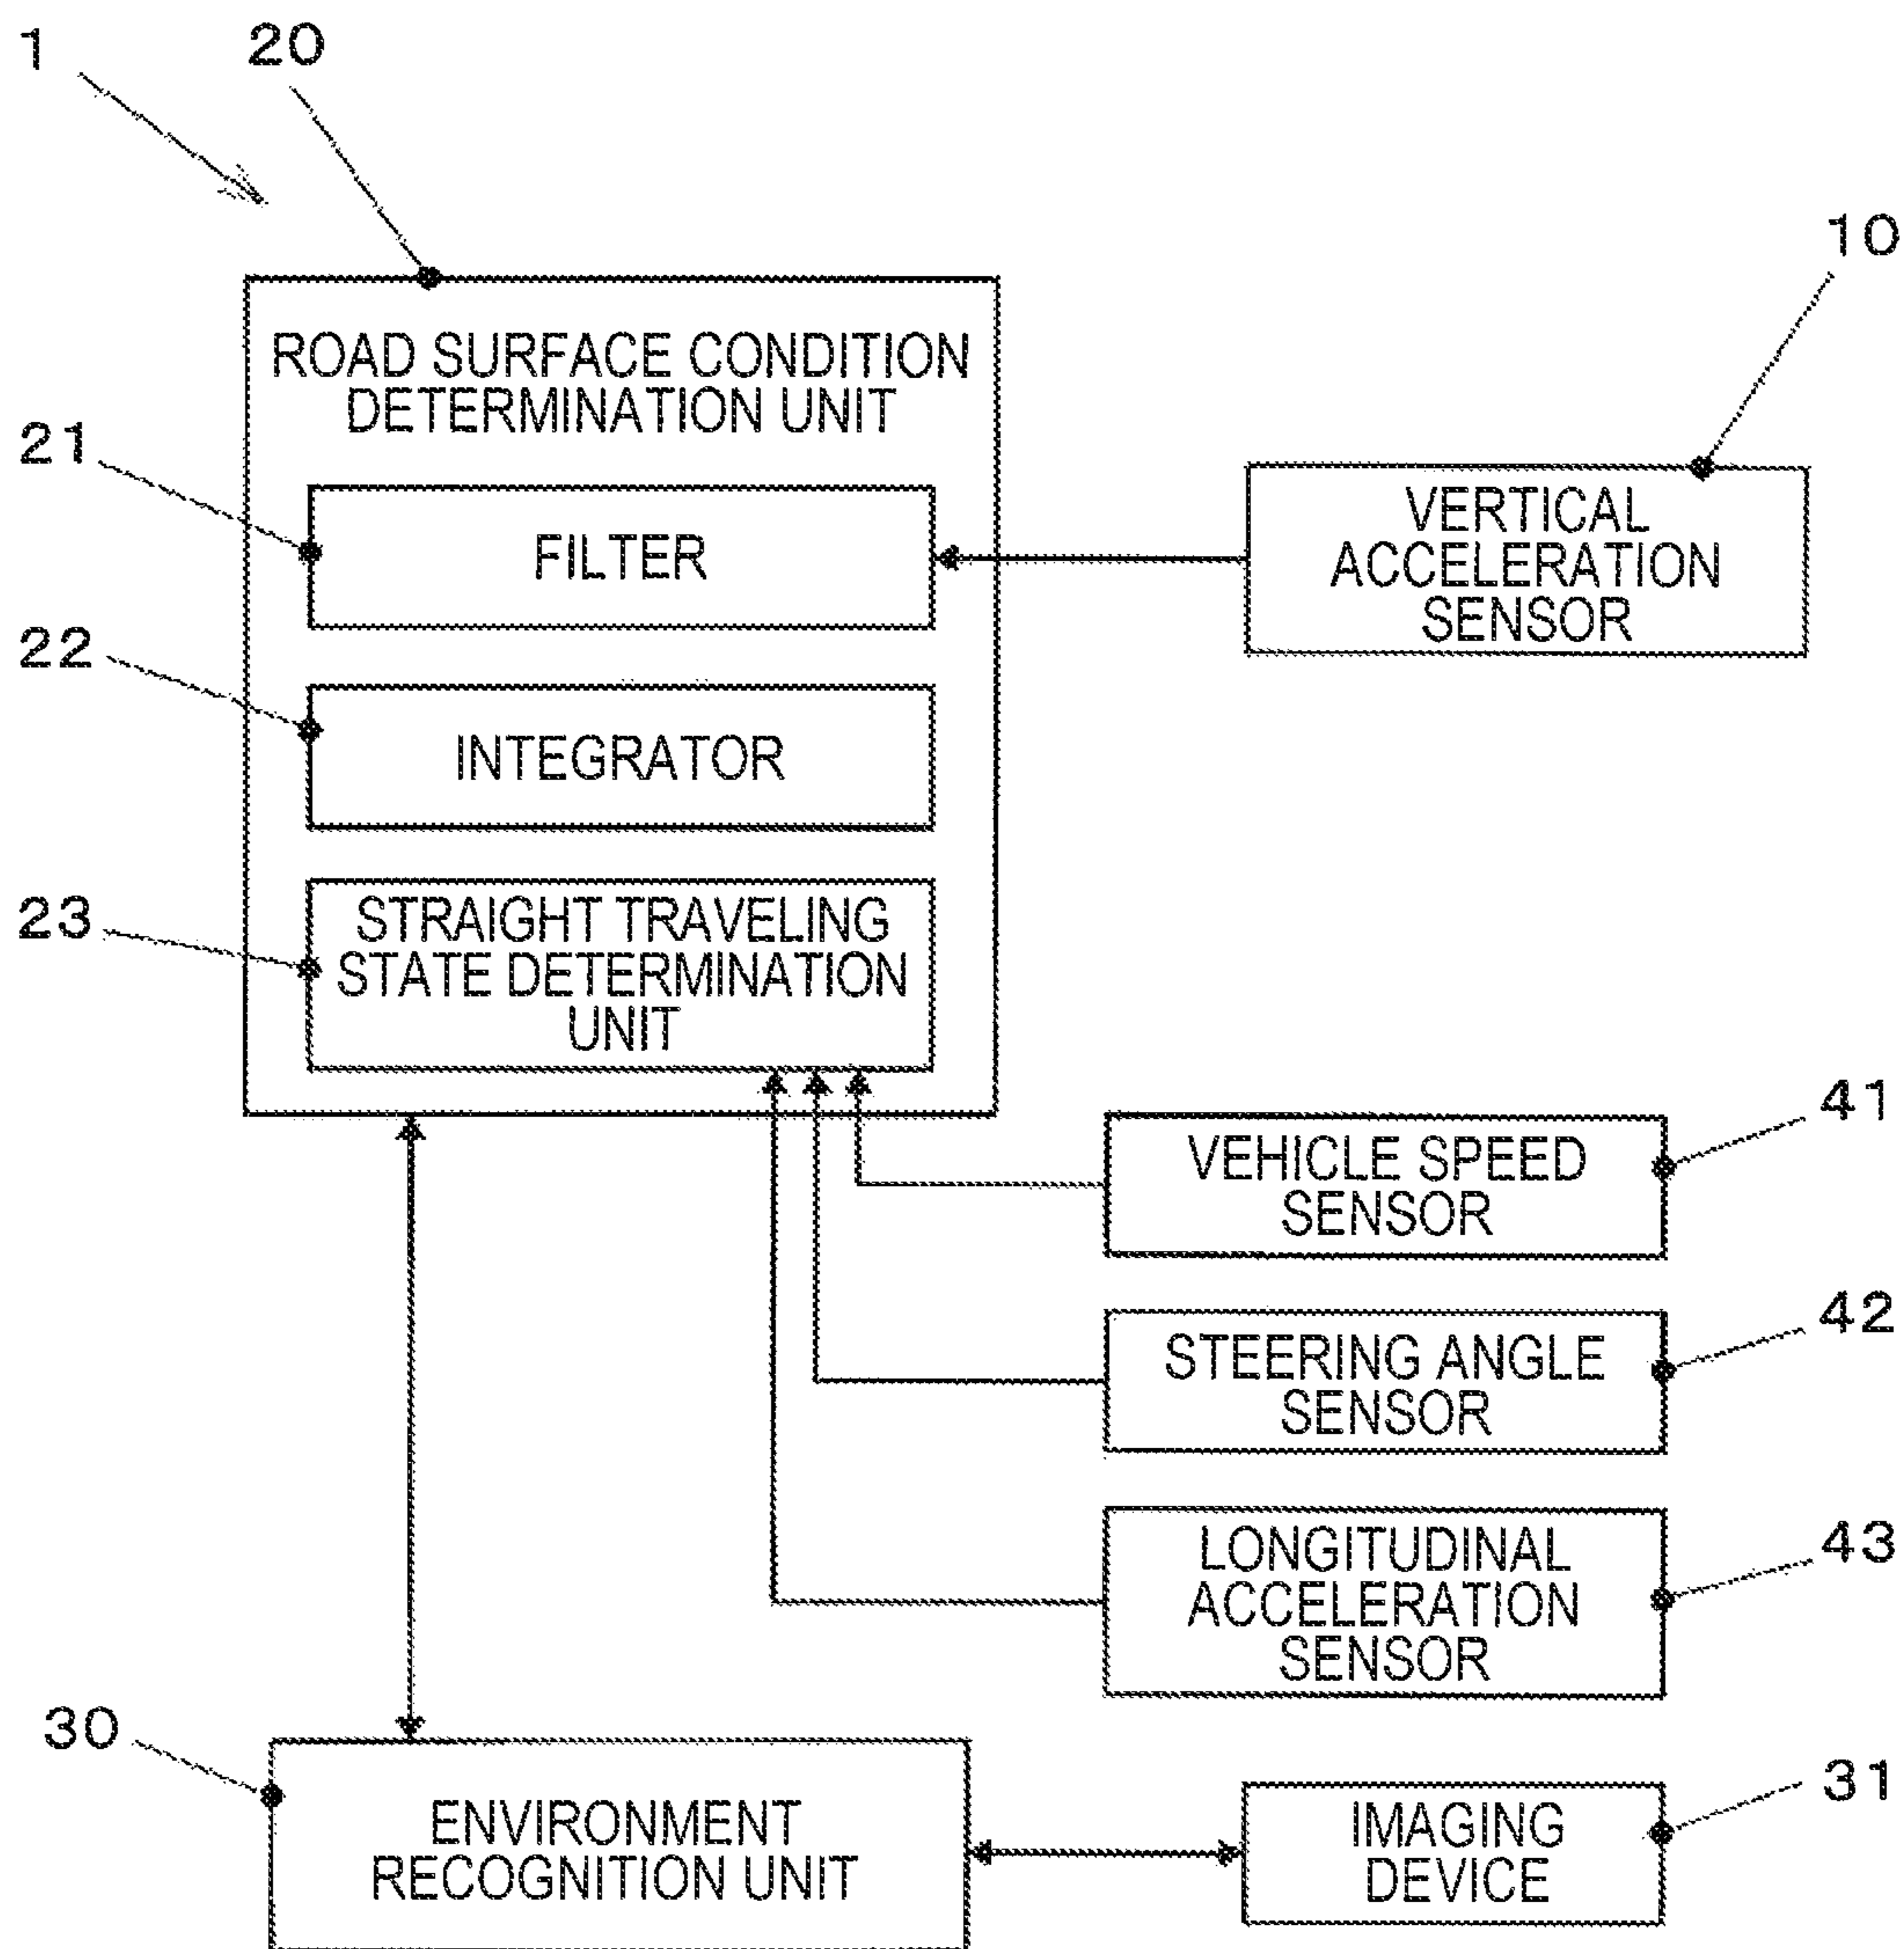 1
20
10
ROAD SURFACE CONDITION
DETERMINATION UNIT
21
FILTER
VERTICAL
ACCELERATION
SENSOR
22
INTEGRATOR
23
STRAIGHT TRAVELING
STATE DETERMINATION
UNIT
41
VEHICLE SPEED
SENSOR
42
STEERING ANGLE
SENSOR
43
LONGITUDINAL
ACCELERATION
SENSOR
30
ENVIRONMENT
RECOGNITION UNIT
31
IMAGING
DEVICE